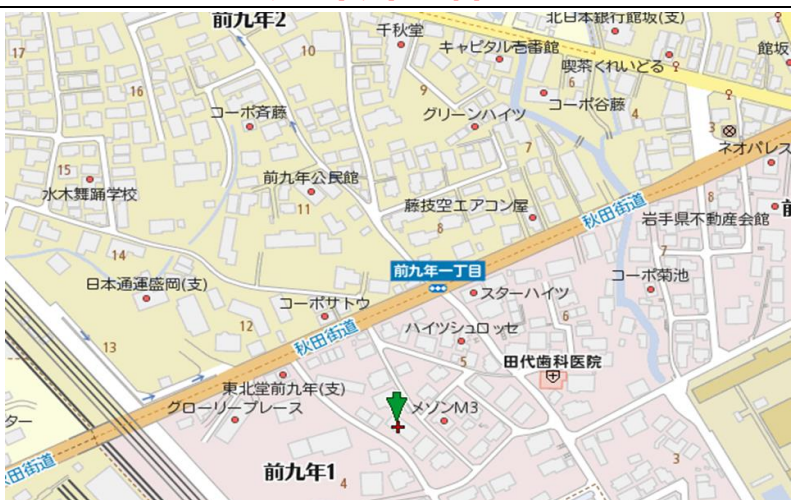 前九年2
北日本銀行館坂(支)
千秋堂
キャピタル壱番館
館坂
17
10
喫茶くれいどる
16
9
6
コーポ斉藤
グリーンハイツ
コーポ谷藤
4
3
7
ネオパレス
15
前九年公民館
水木舞踊学校
11
藤技空エアコン屋
8
秋田街道
8
岩手県不動産会館
前
14
8
7
日本通運盛岡(支)
前九年一丁目
コーポ菊池
コーポサトウ
スターハイツ
12
秋田街道
ハイツシュロッセ
6
13
5
田代歯科医院
東北堂前九年(支)
グローリープレース
メゾンM3
ター
秋田街道
前九年1
4
3